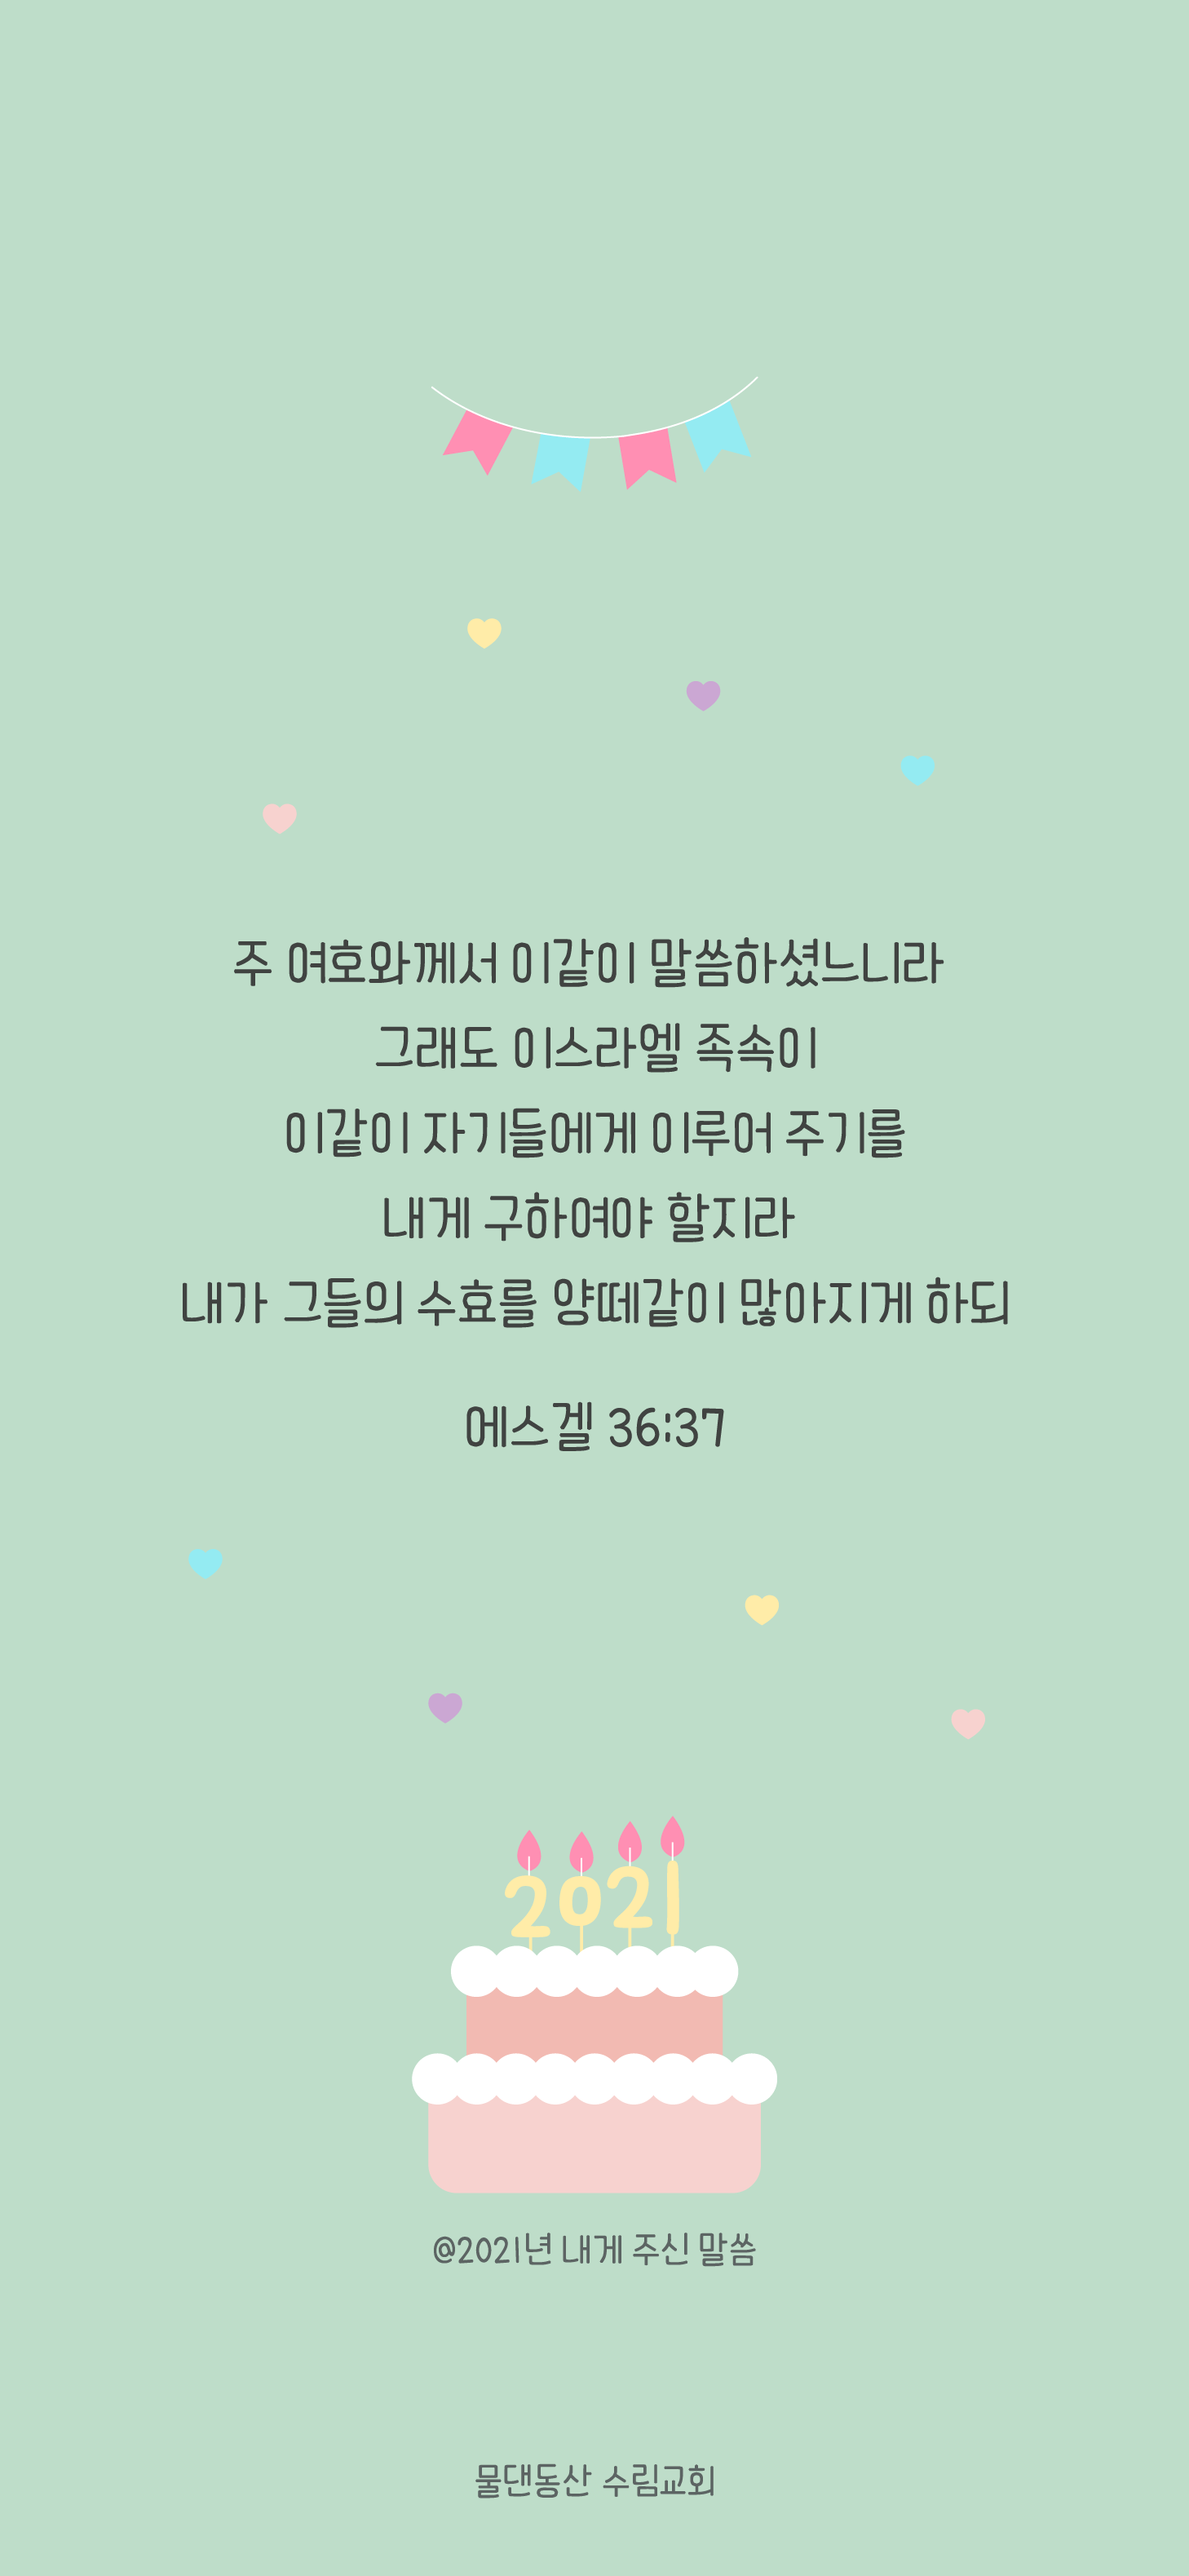 주 여호와께서 이같이 말씀하셨느니라
그래도 이스라엘 족속이
이같이 자기들에게 이루어 주기를
내게 구하여야 할지라
내가 그들의 수효를 양떼같이 많아지게 하되
에스겔 36:37
2021
@2021년 내게 주신 말씀
물댄동산 수림교회